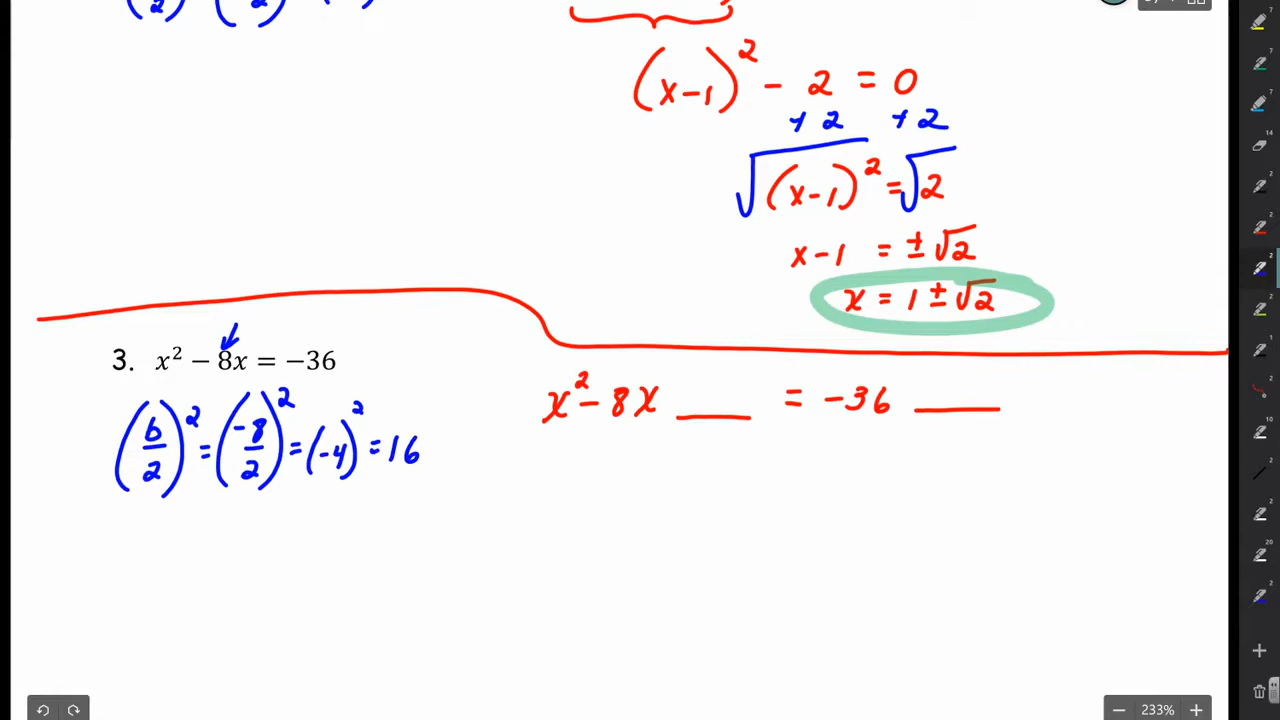 (x-1)² - 2 = 0
+2 +2
√(x-1)² = √2
x-1 = ±√2
x = 1 ± √2
3. x² − 8x = −36
x² - 8x ___ = -36 ___
(b/2)² = (-8/2)² = (-4)² = 16
233%